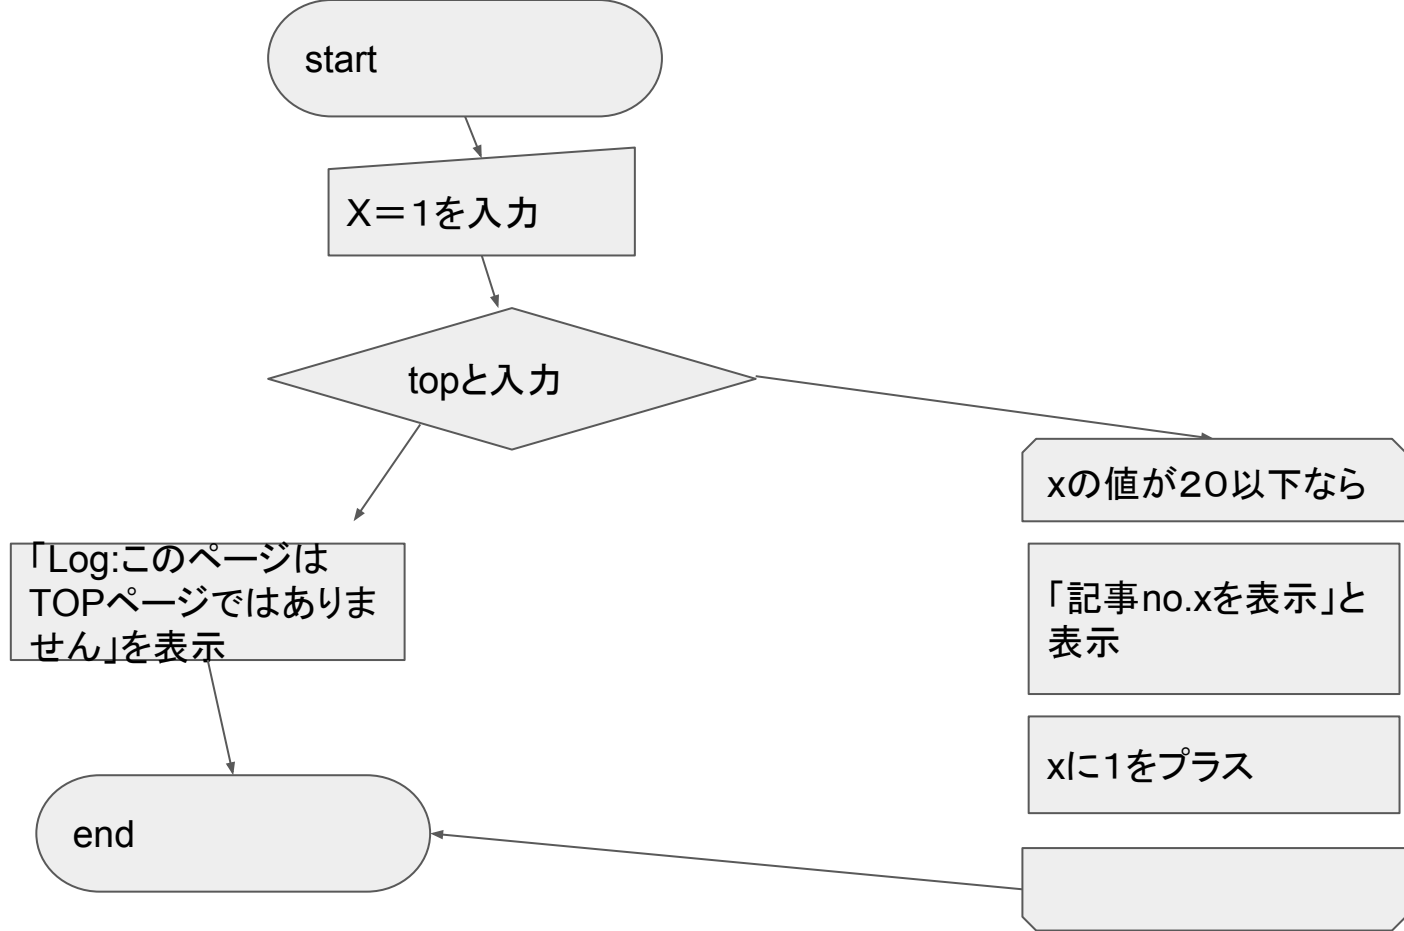 start
X＝１を入力
topと入力
xの値が２０以下なら
「Log:このページは
TOPページではありま
せん」を表示
「記事no.xを表示」と
表示
xに１をプラス
end